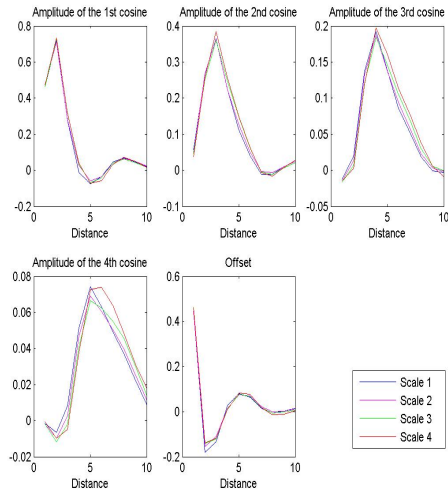 Amplitude of the 1st cosine
Amplitude of the 2nd cosine
Amplitude of the 3rd cosine
0.8
0.6
0.4
0.2
0
-0.2
0 5 10
Distance
0.4
0.3
0.2
0.1
0
-0.1
0 5 10
Distance
0.2
0.15
0.1
0.05
0
-0.05
0 5 10
Distance
Amplitude of the 4th cosine
Offset
0.08
0.06
0.04
0.02
0
-0.02
0 5 10
Distance
0.6
0.4
0.2
0
-0.2
0 5 10
Distance
Scale 1
Scale 2
Scale 3
Scale 4